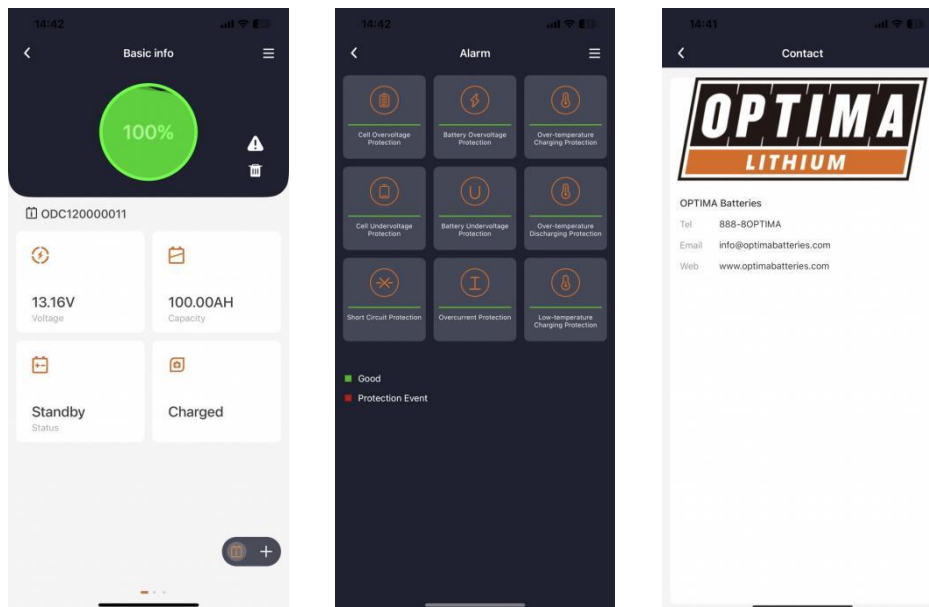 14:42
Basic info
100%
ODC120000011
13.16V
Voltage
100.00AH
Capacity
Standby
Status
Charged
14:42
Alarm
Cell Overvoltage
Protection
Battery Overvoltage
Protection
Over-temperature
Charging Protection
Cell Undervoltage
Protection
Battery Undervoltage
Protection
Over-temperature
Discharging Protection
Short Circuit Protection
Overcurrent Protection
Low-temperature
Charging Protection
Good
Protection Event
14:41
Contact
OPTIMA
LITHIUM
OPTIMA Batteries
Tel 888-8OPTIMA
Email info@optimabatteries.com
Web www.optimabatteries.com